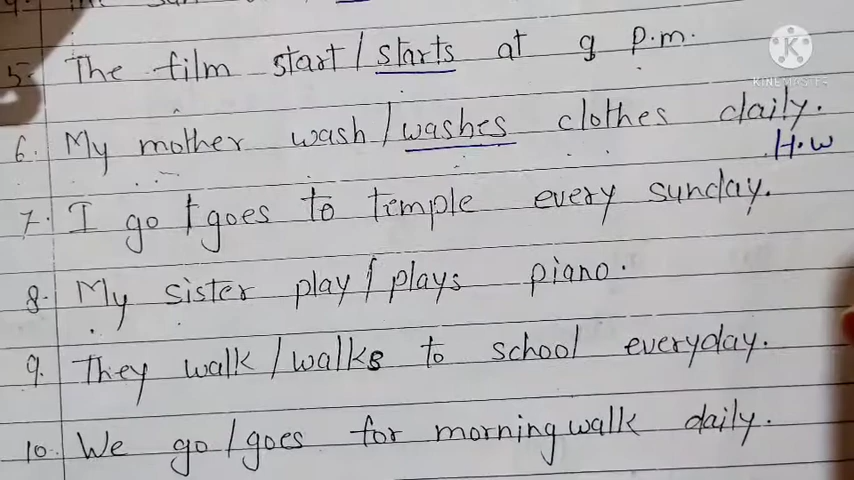 5. The film start/starts at 9 p.m.
6. My mother wash/washes clothes daily.
H.W
7. I go/goes to temple every sunday.
8. My sister play/plays piano.
9. They walk/walks to school everyday.
10. We go/goes for morning walk daily.
K
KINEMASTER